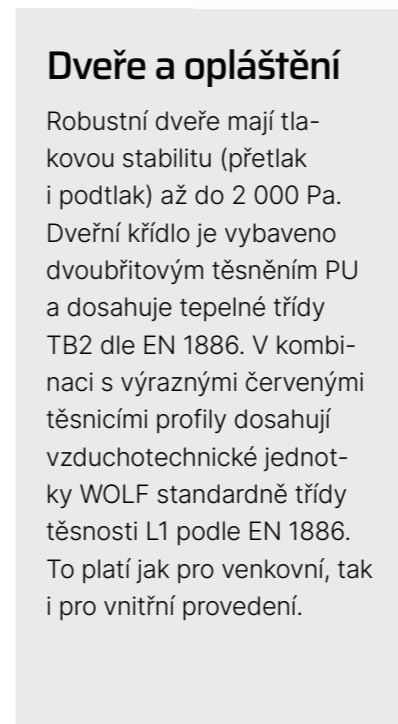 Dveře a opláštění
Robustní dveře mají tla-
kovou stabilitu (přetlak
i podtlak) až do 2 000 Pa.
Dveřní křídlo je vybaveno
dvoubřitovým těsněním PU
a dosahuje tepelné třídy
TB2 dle EN 1886. V kombi-
naci s výraznými červenými
těsnicími profily dosahují
vzduchotechnické jednot-
ky WOLF standardně třídy
těsnosti L1 podle EN 1886.
To platí jak pro venkovní, tak
i pro vnitřní provedení.